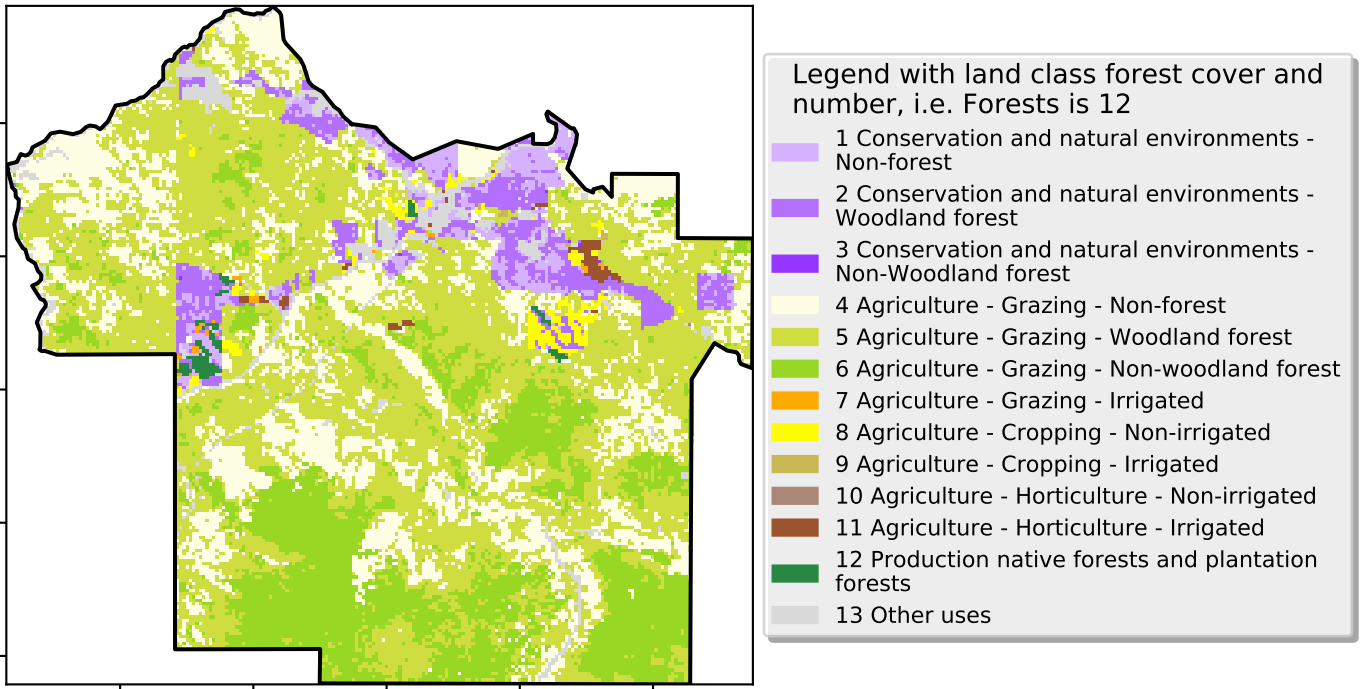 Legend with land class forest cover and
number, i.e. Forests is 12
1 Conservation and natural environments -
Non-forest
2 Conservation and natural environments -
Woodland forest
3 Conservation and natural environments -
Non-Woodland forest
4 Agriculture - Grazing - Non-forest
5 Agriculture - Grazing - Woodland forest
6 Agriculture - Grazing - Non-woodland forest
7 Agriculture - Grazing - Irrigated
8 Agriculture - Cropping - Non-irrigated
9 Agriculture - Cropping - Irrigated
10 Agriculture - Horticulture - Non-irrigated
11 Agriculture - Horticulture - Irrigated
12 Production native forests and plantation
forests
13 Other uses